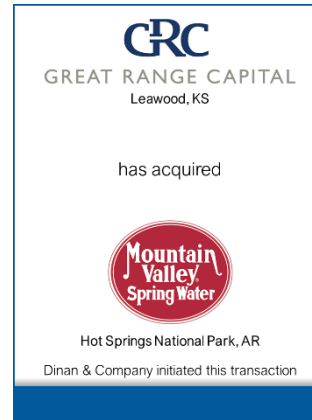 GRC
GREAT RANGE CAPITAL
Leawood, KS
has acquired
Mountain
Valley®
Spring Water
Hot Springs National Park, AR
Dinan & Company initiated this transaction